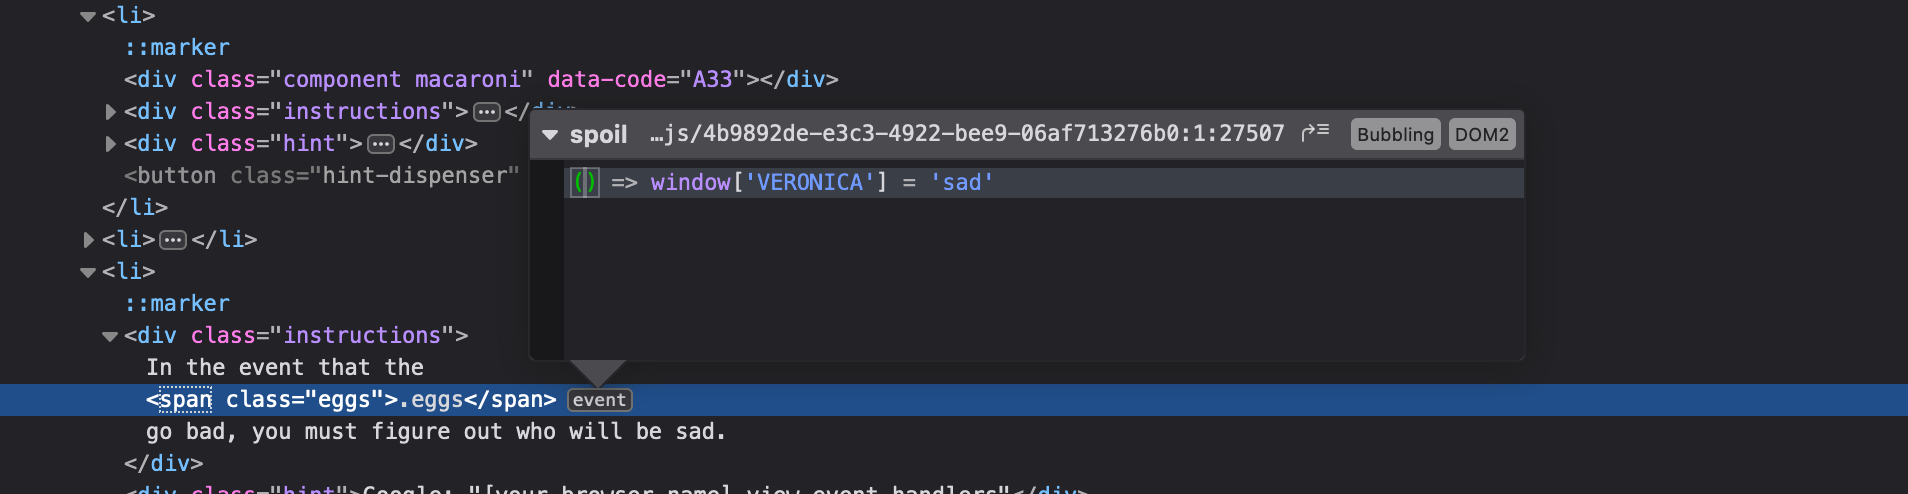 <li>
::marker
<div class="component macaroni" data-code="A33"></div>
<div class="instructions">…</div>
<div class="hint">…</div>
<button class="hint-dispenser"
</li>
<li>…</li>
<li>
::marker
<div class="instructions">
In the event that the
<span class="eggs">.eggs</span> event
go bad, you must figure out who will be sad.
</div>
<div class="hint">Google: "[your browser name] view event handlers"</div>
spoil …js/4b9892de-e3c3-4922-bee9-06af713276b0:1:27507 Bubbling DOM2
() => window['VERONICA'] = 'sad'